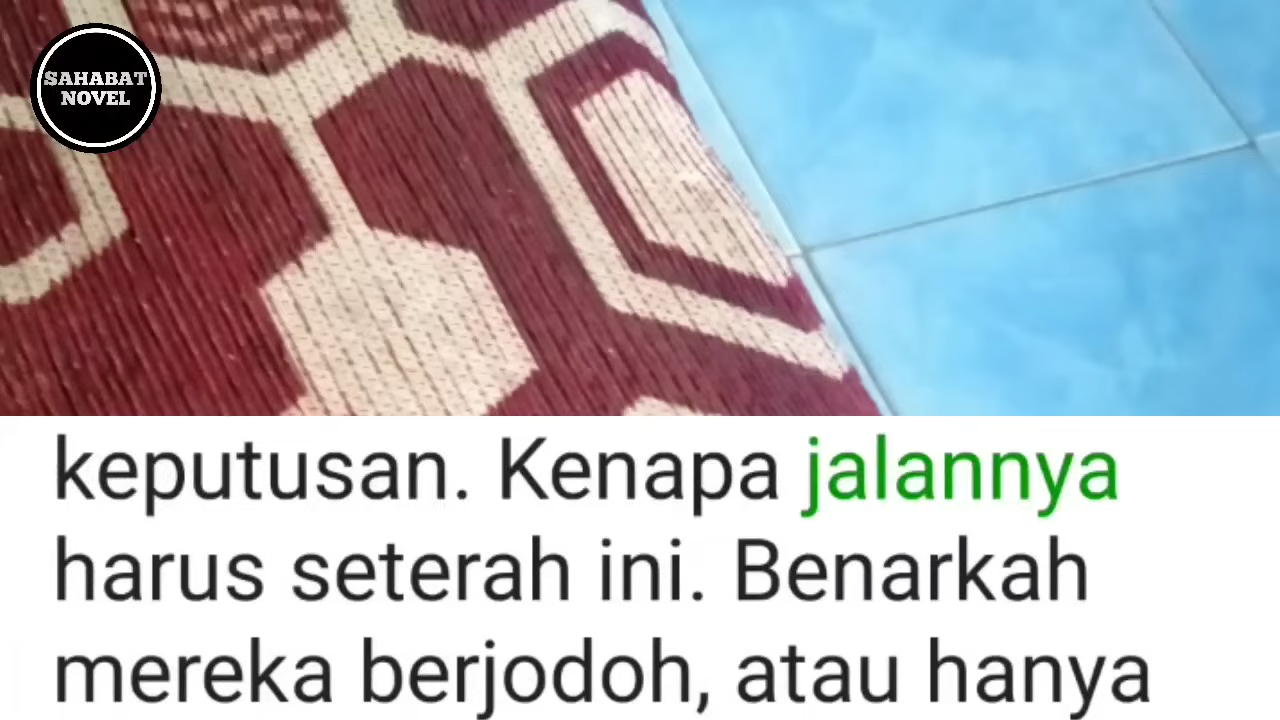 SAHABAT
NOVEL
keputusan. Kenapa jalannya
harus seterah ini. Benarkah
mereka berjodoh, atau hanya